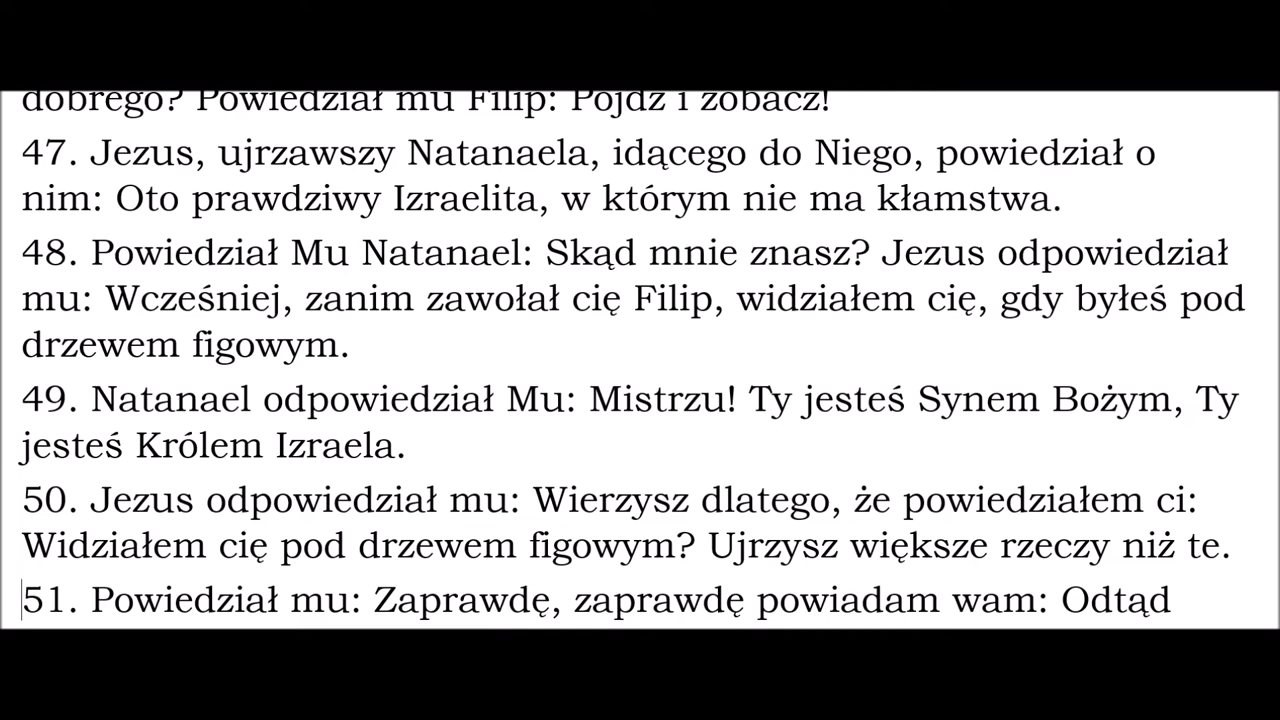 dobrego? Powiedział mu Filip: Pójdź i zobacz!
47. Jezus, ujrzawszy Natanaela, idącego do Niego, powiedział o
nim: Oto prawdziwy Izraelita, w którym nie ma kłamstwa.
48. Powiedział Mu Natanael: Skąd mnie znasz? Jezus odpowiedział
mu: Wcześniej, zanim zawołał cię Filip, widziałem cię, gdy byłeś pod
drzewem figowym.
49. Natanael odpowiedział Mu: Mistrzu! Ty jesteś Synem Bożym, Ty
jesteś Królem Izraela.
50. Jezus odpowiedział mu: Wierzysz dlatego, że powiedziałem ci:
Widziałem cię pod drzewem figowym? Ujrzysz większe rzeczy niż te.
51. Powiedział mu: Zaprawdę, zaprawdę powiadam wam: Odtąd